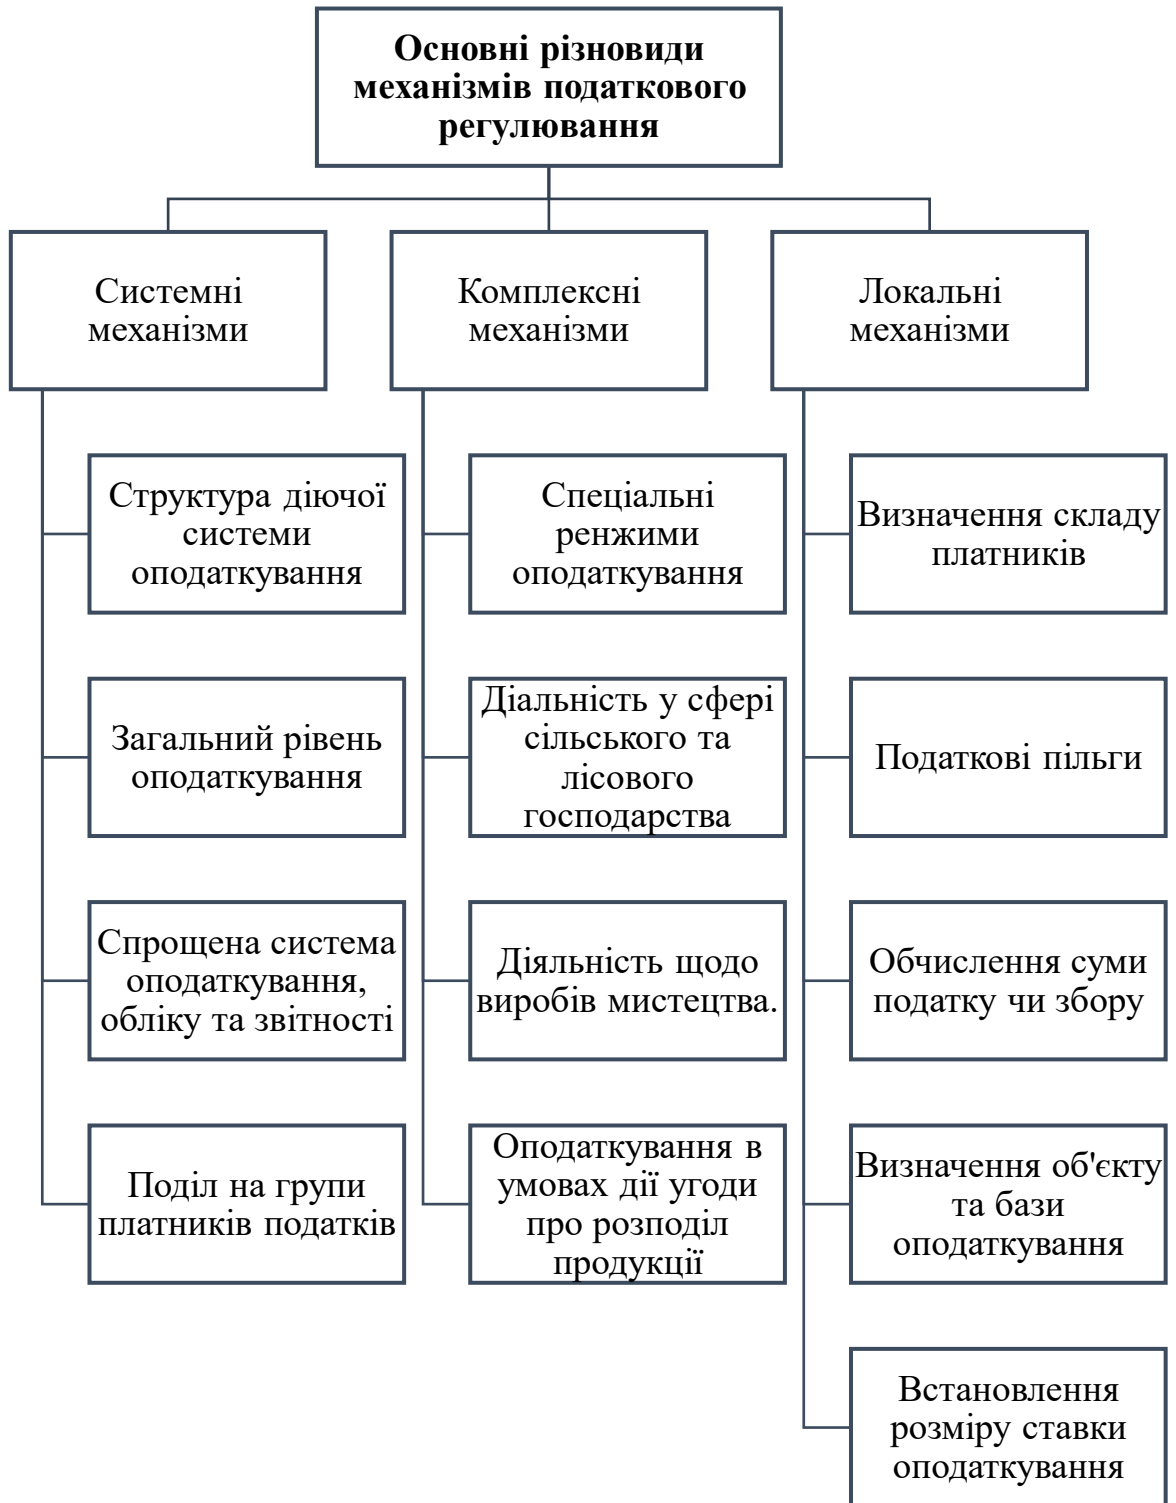 Основні різновиди
механізмів податкового
регулювання
Системні
механізми
Комплексні
механізми
Локальні
механізми
Структура діючої
системи
оподаткування
Спеціальні
ренжими
оподаткування
Визначення складу
платників
Загальний рівень
оподаткування
Діальність у сфері
сільського та
лісового
господарства
Податкові пільги
Спрощена система
оподаткування,
обліку та звітності
Діяльність щодо
виробів мистецтва.
Обчислення суми
податку чи збору
Поділ на групи
платників податків
Оподаткування в
умовах дії угоди
про розподіл
продукції
Визначення об'єкту
та бази
оподаткування
Встановлення
розміру ставки
оподаткування